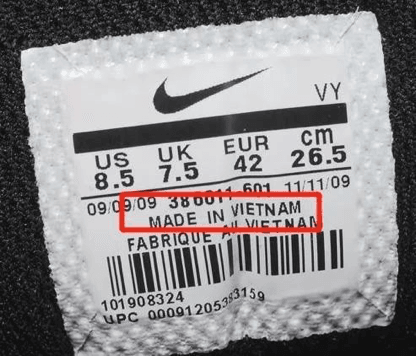 VY
US UK EUR cm
8.5 7.5 42 26.5
09/09/09 386011 601 11/11/09
MADE IN VIETNAM
FABRIQUE AU VIETNAM
101908324
UPC